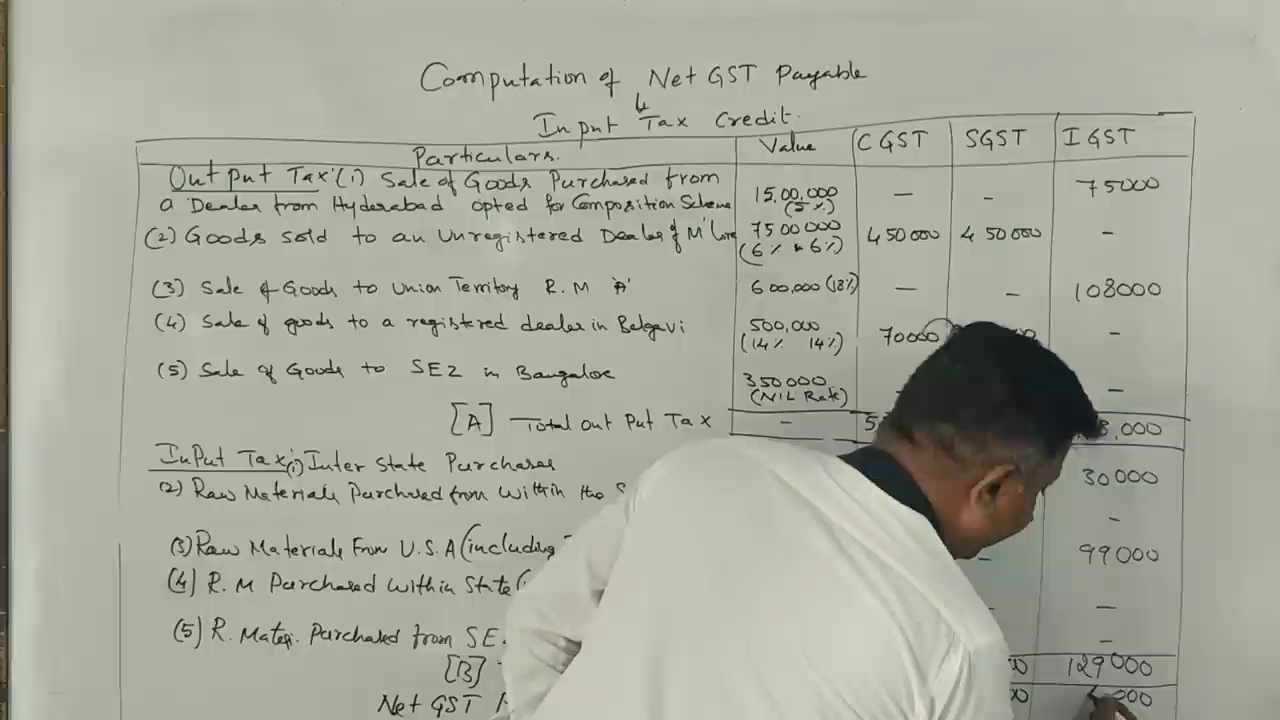 Computation of Net GST Payable
Input Tax Credit.
Particulars. Value CGST SGST IGST
Output Tax (1) Sale of Goods Purchased from
a Dealer from Hyderabad opted for Composition Scheme 15,00,000 (5%) — - 75000
(2) Goods sold to an Unregistered Dealer of 7500000 450000 450000 -
(6% 6%)
(3) Sale of Goods to Union Territory R.M 'A' 600,000 (18%) — - 108000
(4) Sale of goods to a registered dealer in Belgavi 500,000 70000 -
(14% 14%)
(5) Sale of Goods to SEZ in Bangalore 350000 -
(NIL Rate)
[A] Total out Put Tax - 3,000
InPut Tax (1) Inter State Purchases 30000
(2) Raw Materials Purchased from Within the -
(3) Raw Materials From U.S.A (including - 99000
(4) R.M Purchased Within State ( - —
(5) R. Mater. Purchased from SE —
[B] 129000
Net GST 000